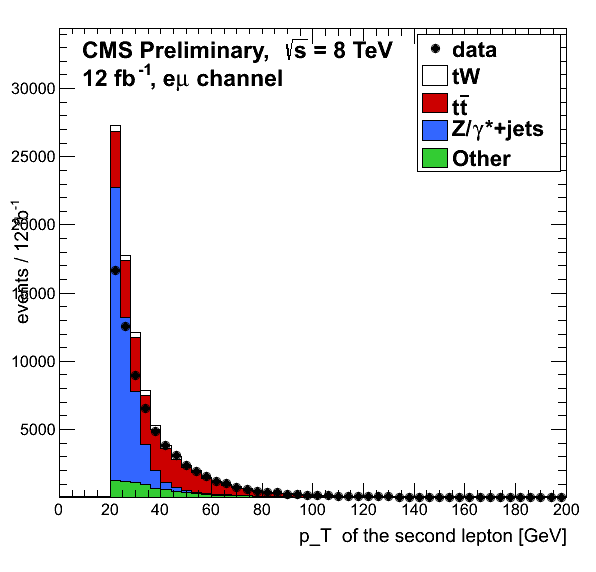 CMS Preliminary, √s = 8 TeV
12 fb⁻¹, eμ channel
data
tW
tt̄
Z/γ*+jets
Other
events / 12 fb⁻¹
30000
25000
20000
15000
10000
5000
0 20 40 60 80 100 120 140 160 180 200
p_T of the second lepton [GeV]